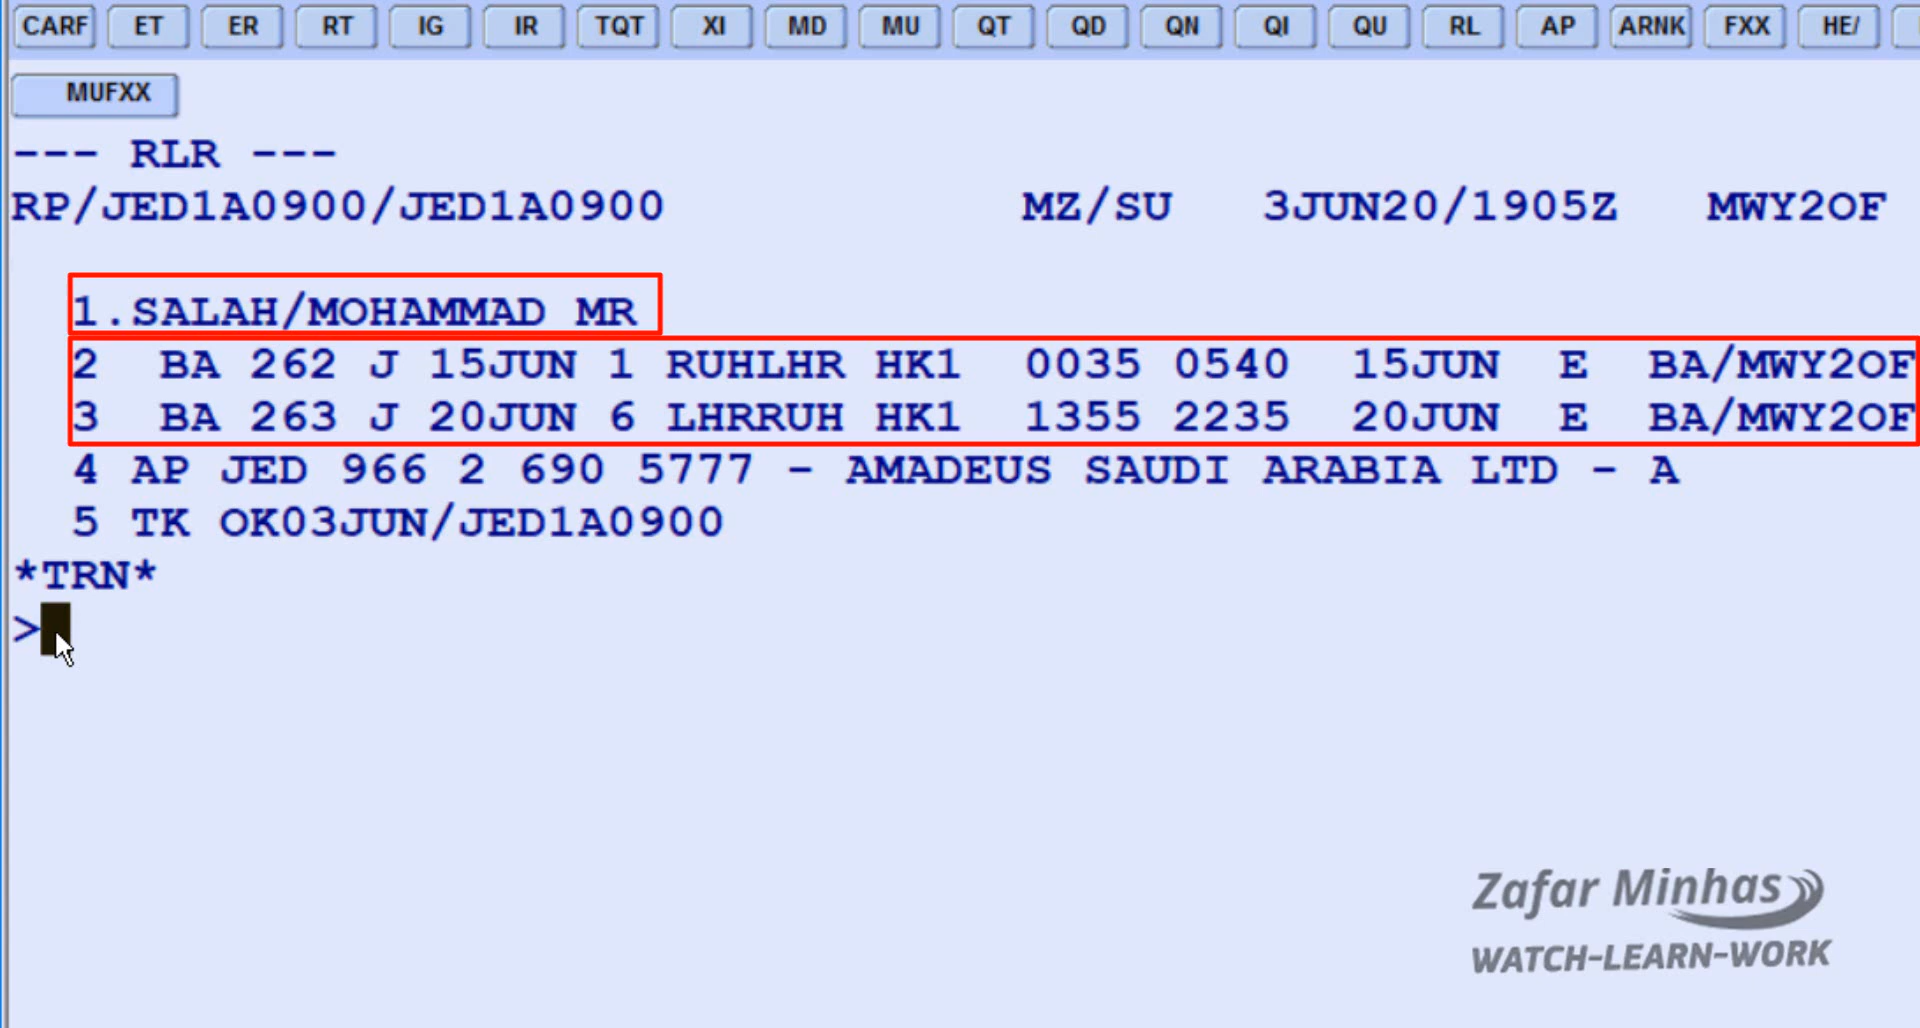 CARF ET ER RT IG IR TQT XI MD MU QT QD QN QI QU RL AP ARNK FXX HE/
MUFXX
--- RLR ---
RP/JED1A0900/JED1A0900 MZ/SU 3JUN20/1905Z MWY2OF
1.SALAH/MOHAMMAD MR
2 BA 262 J 15JUN 1 RUHLHR HK1 0035 0540 15JUN E BA/MWY2OF
3 BA 263 J 20JUN 6 LHRRUH HK1 1355 2235 20JUN E BA/MWY2OF
4 AP JED 966 2 690 5777 - AMADEUS SAUDI ARABIA LTD - A
5 TK OK03JUN/JED1A0900
*TRN*
>
Zafar Minhas
WATCH-LEARN-WORK